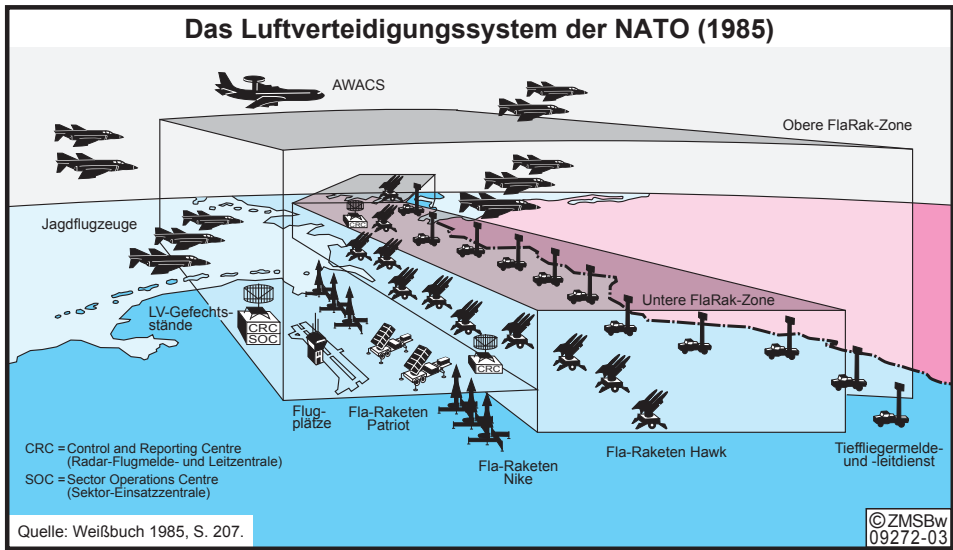 Das Luftverteidigungssystem der NATO (1985)
AWACS
Obere FlaRak-Zone
Jagdflugzeuge
CRC
Untere FlaRak-Zone
LV-Gefechts-
stände
CRC
SOC
CRC
Flug-
plätze
Fla-Raketen
Patriot
Fla-Raketen
Nike
Fla-Raketen Hawk
Tieffliegermelde-
und -leitdienst
CRC = Control and Reporting Centre
(Radar-Flugmelde- und Leitzentrale)
SOC = Sector Operations Centre
(Sektor-Einsatzzentrale)
Quelle: Weißbuch 1985, S. 207.
©ZMSBw
09272-03